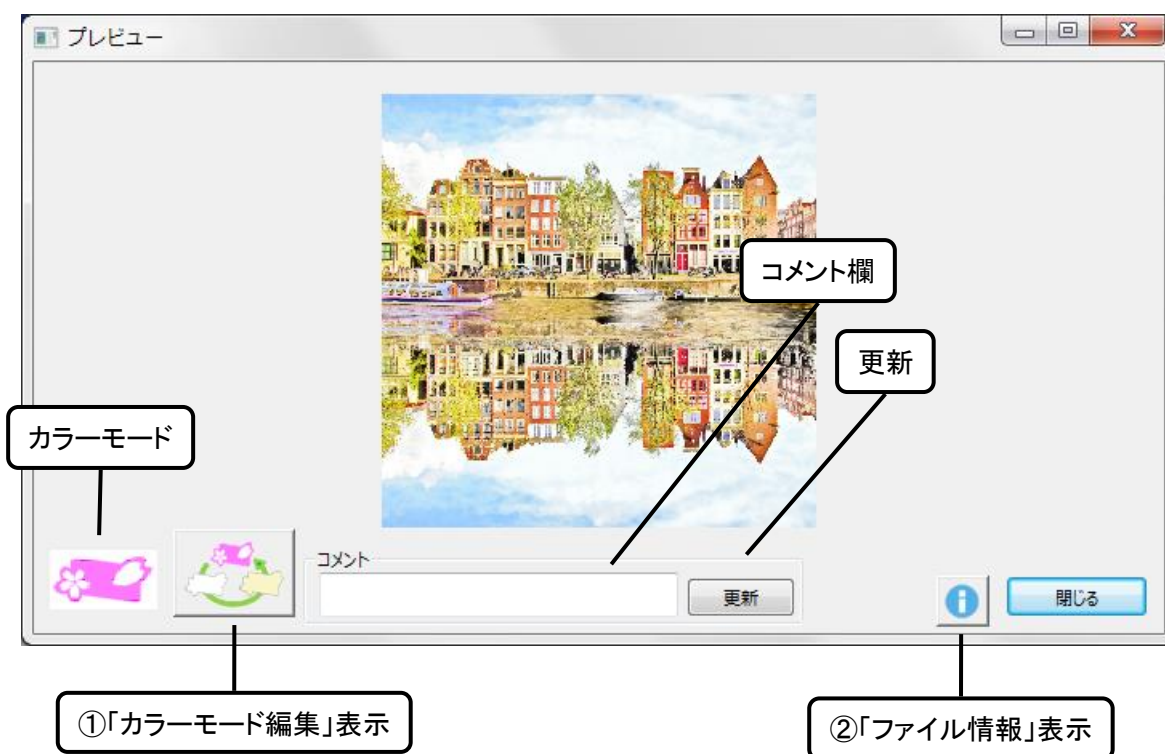 プレビュー
コメント欄
更新
カラーモード
コメント
更新
閉じる
①「カラーモード編集」表示
②「ファイル情報」表示